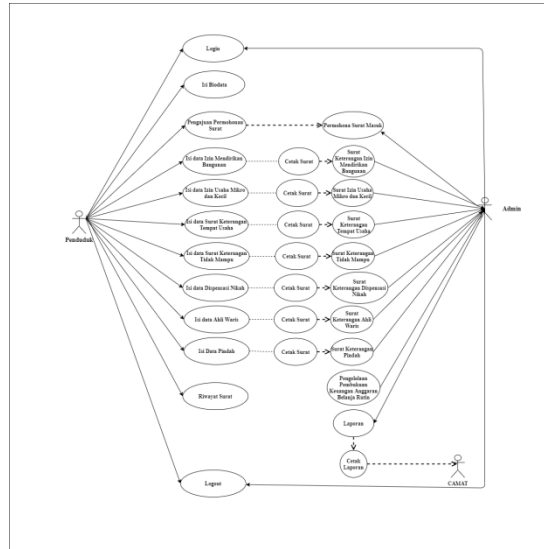 Login
Isi Biodata
Pengajuan Permohonan
Surat
Permohonan Surat Masuk
Isi data Izin Mendirikan
Bangunan
Cetak Surat
Surat
Keterangan Izin
Mendirikan
Bangunan
Isi data Izin Usaha Mikro
dan Kecil
Cetak Surat
Surat Izin Usaha
Mikro dan Kecil
Admin
Penduduk
Isi data Surat Keterangan
Tempat Usaha
Cetak Surat
Surat
Keterangan
Tempat Usaha
Isi data Surat Keterangan
Tidak Mampu
Cetak Surat
Surat Keterangan
Tidak Mampu
Isi data Dispensasi Nikah
Cetak Surat
Surat
Keterangan Dispensasi
Nikah
Isi data Ahli Waris
Cetak Surat
Surat
Keterangan Ahli
Waris
Isi Data Pindah
Cetak Surat
Surat Keterangan
Pindah
Riwayat Surat
Pengelolaan
Pembukuan
Keuangan Anggaran
Belanja Rutin
Laporan
Cetak
Laporan
CAMAT
Logout